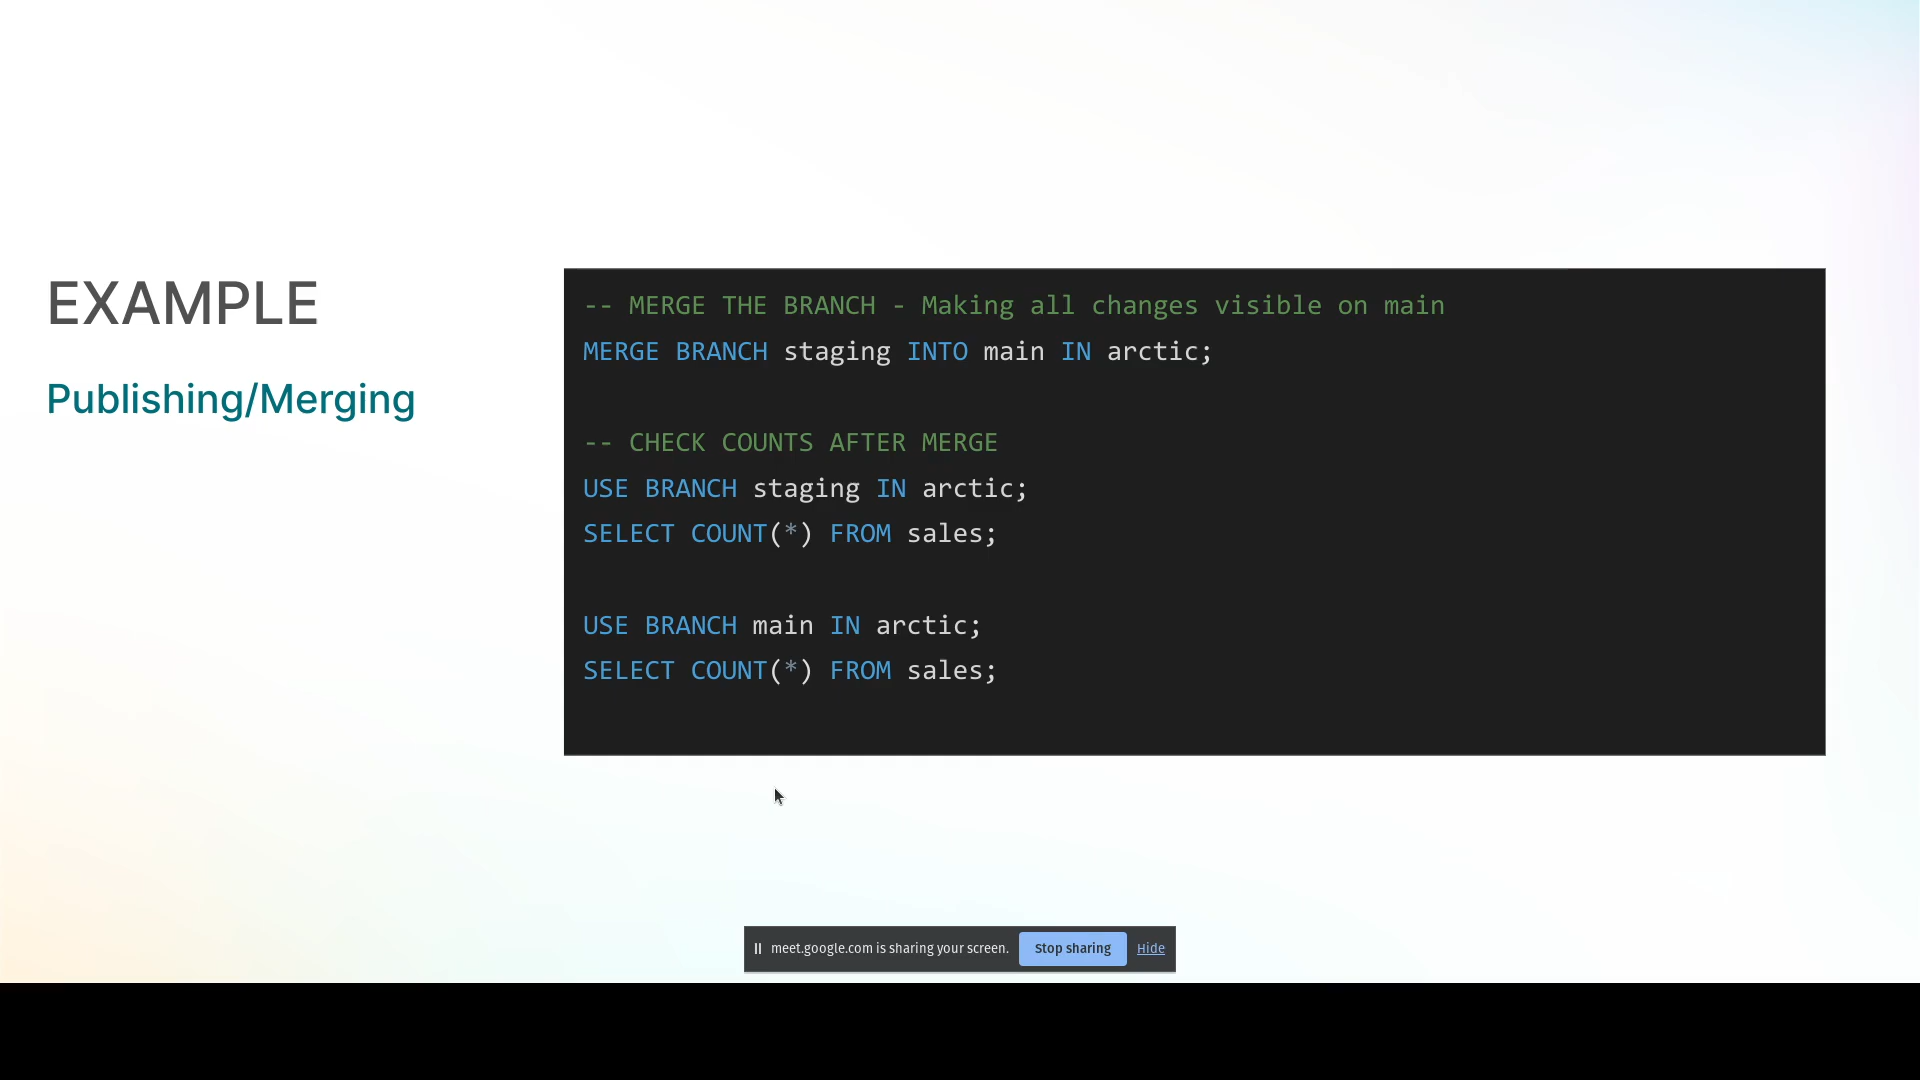 EXAMPLE
Publishing/Merging
-- MERGE THE BRANCH - Making all changes visible on main
MERGE BRANCH staging INTO main IN arctic;
-- CHECK COUNTS AFTER MERGE
USE BRANCH staging IN arctic;
SELECT COUNT(*) FROM sales;
USE BRANCH main IN arctic;
SELECT COUNT(*) FROM sales;
meet.google.com is sharing your screen. Stop sharing Hide